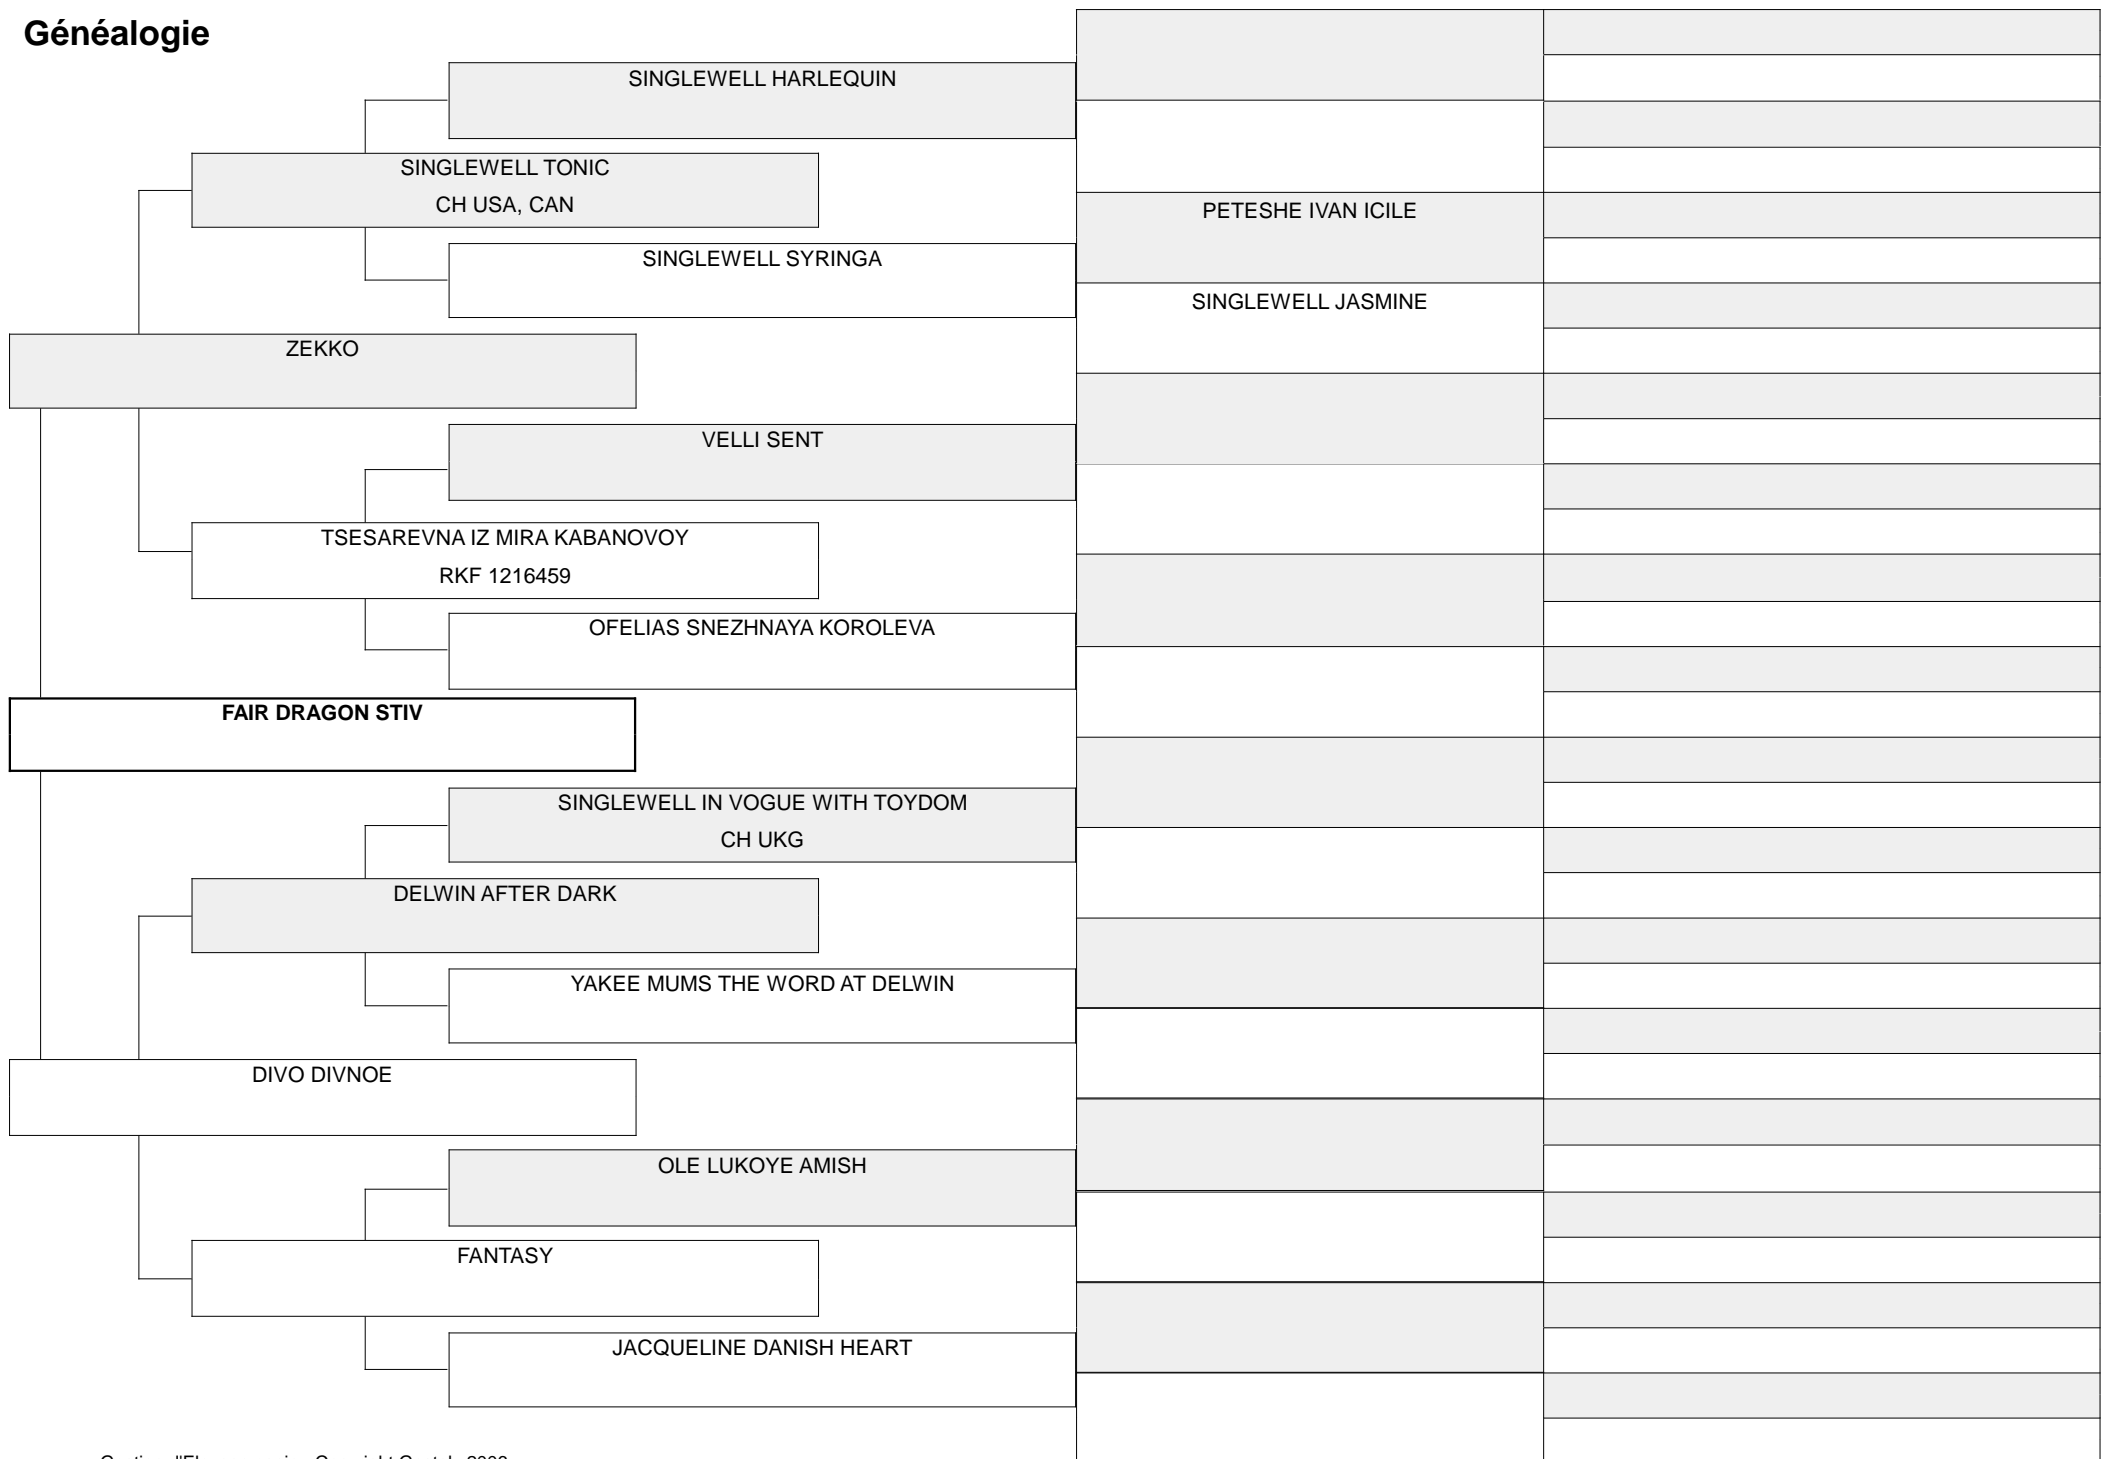 Généalogie
SINGLEWELL HARLEQUIN
SINGLEWELL TONIC
CH USA, CAN
PETESHE IVAN ICILE
SINGLEWELL SYRINGA
SINGLEWELL JASMINE
ZEKKO
VELLI SENT
TSESAREVNA IZ MIRA KABANOVOY
RKF 1216459
OFELIAS SNEZHNAYA KOROLEVA
FAIR DRAGON STIV
SINGLEWELL IN VOGUE WITH TOYDOM
CH UKG
DELWIN AFTER DARK
YAKEE MUMS THE WORD AT DELWIN
DIVO DIVNOE
OLE LUKOYE AMISH
FANTASY
JACQUELINE DANISH HEART